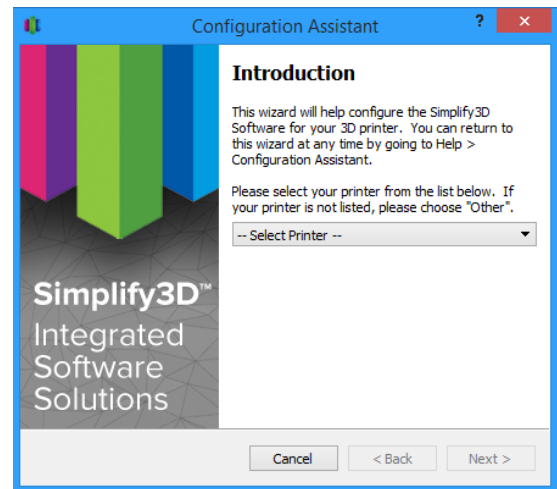 Configuration Assistant
?
Introduction
This wizard will help configure the Simplify3D
Software for your 3D printer. You can return to
this wizard at any time by going to Help >
Configuration Assistant.
Please select your printer from the list below. If
your printer is not listed, please choose "Other".
-- Select Printer --
Simplify3D™
Integrated
Software
Solutions
Cancel
< Back
Next >